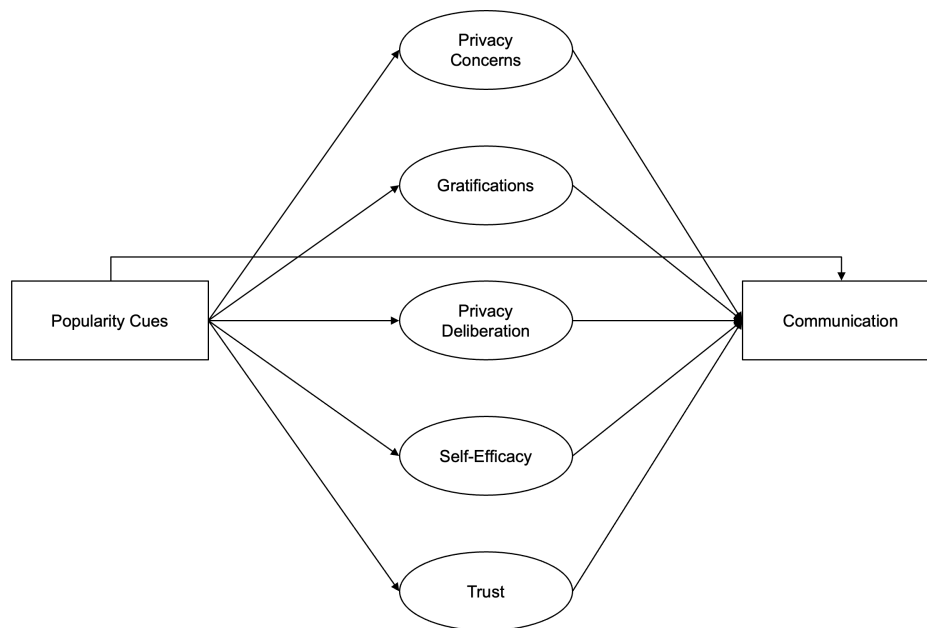 Privacy
Concerns
Gratifications
Popularity Cues
Privacy
Deliberation
Communication
Self-Efficacy
Trust